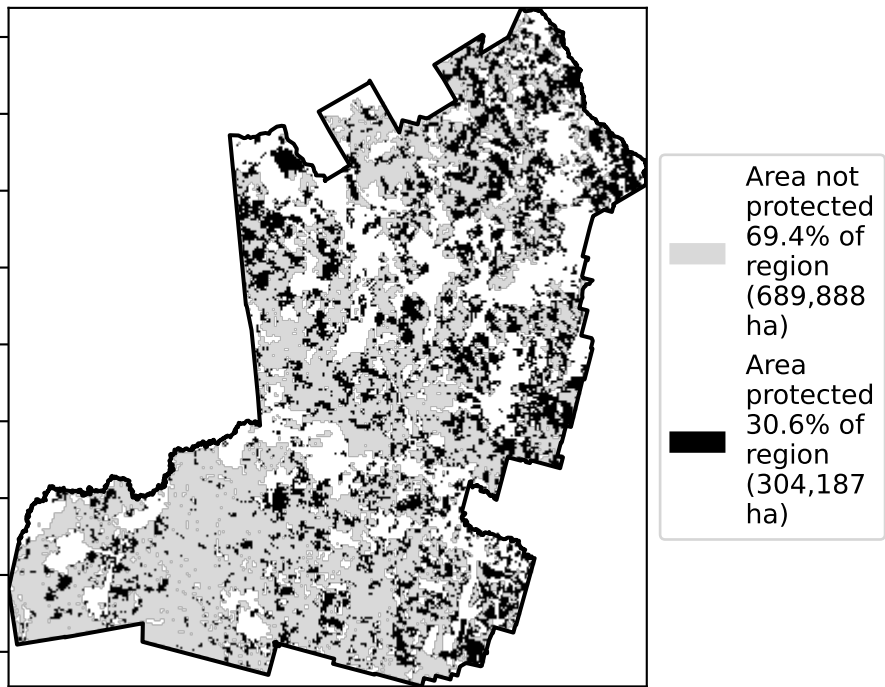 Area not
protected
69.4% of
region
(689,888
ha)
Area
protected
30.6% of
region
(304,187
ha)